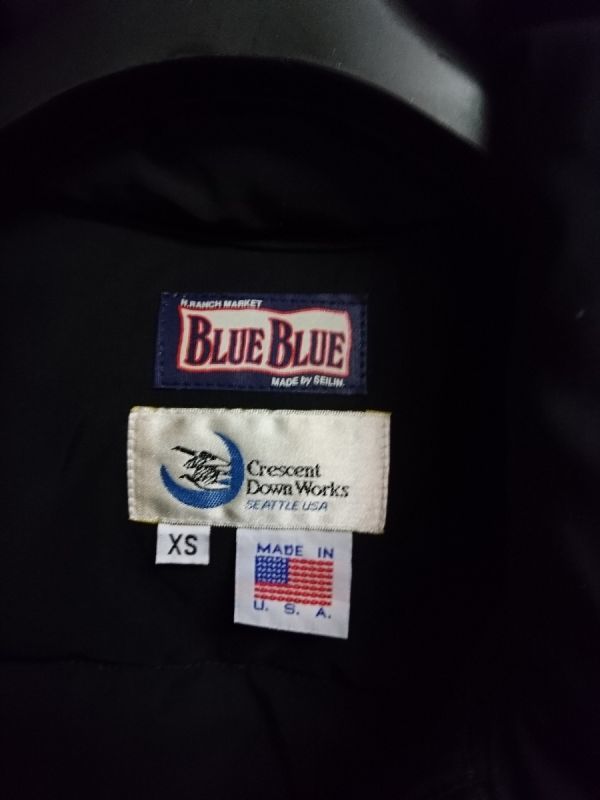 H.RANCH MARKET
BLUE BLUE
MADE by SEILIN.
Crescent
Down Works
SEATTLE USA
XS
MADE IN
U. S. A.